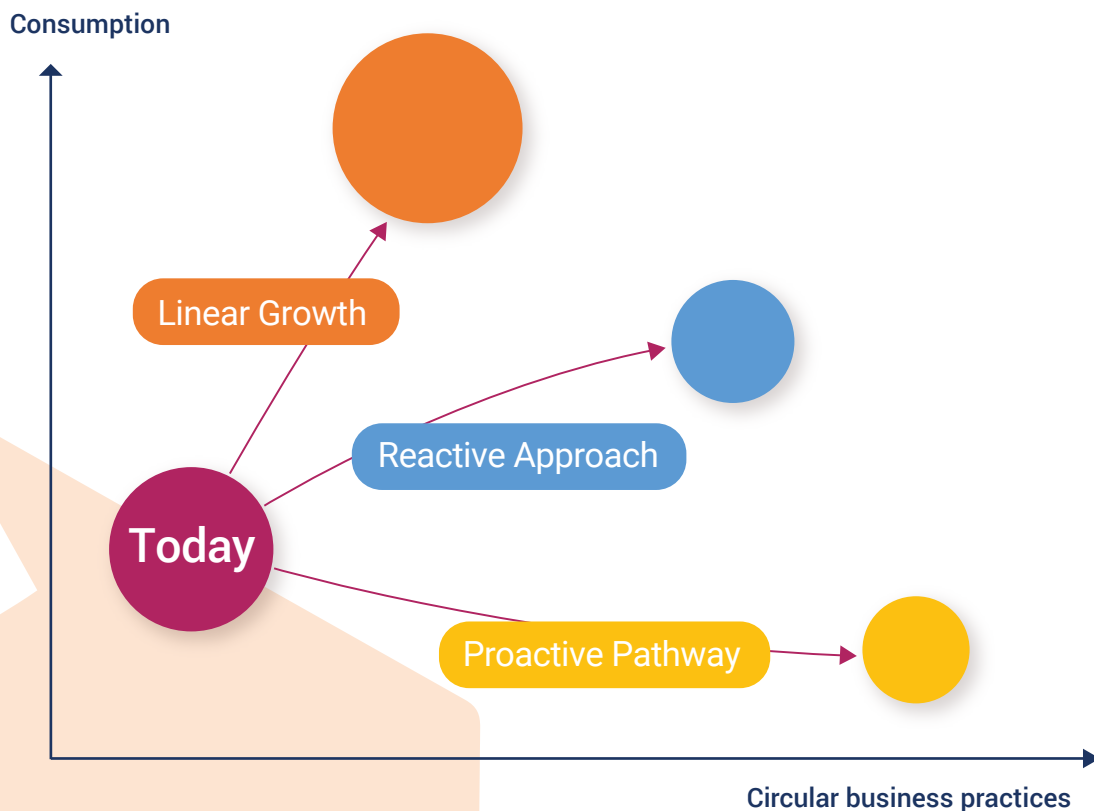 Consumption
Linear Growth
Reactive Approach
Today
Proactive Pathway
Circular business practices